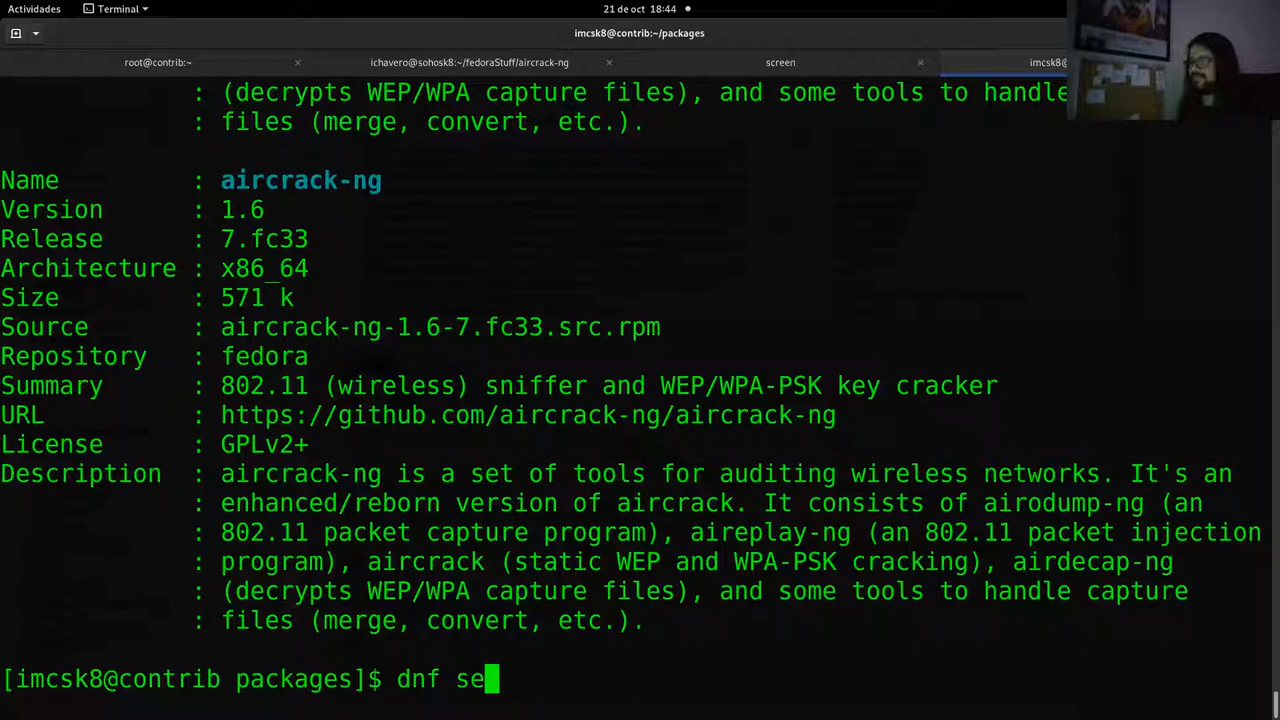 Actividades
Terminal
21 de oct 18:44
imcsk8@contrib:~/packages
root@contrib:~
ichavero@sohosk8:~/fedoraStuff/aircrack-ng
screen
imcsk8@
: (decrypts WEP/WPA capture files), and some tools to handle
: files (merge, convert, etc.).
Name : aircrack-ng
Version : 1.6
Release : 7.fc33
Architecture : x86_64
Size : 571 k
Source : aircrack-ng-1.6-7.fc33.src.rpm
Repository : fedora
Summary : 802.11 (wireless) sniffer and WEP/WPA-PSK key cracker
URL : https://github.com/aircrack-ng/aircrack-ng
License : GPLv2+
Description : aircrack-ng is a set of tools for auditing wireless networks. It's an
: enhanced/reborn version of aircrack. It consists of airodump-ng (an
: 802.11 packet capture program), aireplay-ng (an 802.11 packet injection
: program), aircrack (static WEP and WPA-PSK cracking), airdecap-ng
: (decrypts WEP/WPA capture files), and some tools to handle capture
: files (merge, convert, etc.).
[imcsk8@contrib packages]$ dnf se